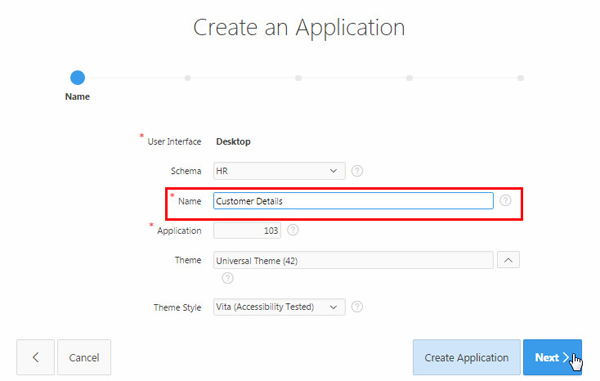 Create an Application
Name
* User Interface Desktop
Schema HR ?
* Name Customer Details ?
* Application 103 ?
Theme Universal Theme (42)
?
Theme Style Vita (Accessibility Tested) ?
Cancel Create Application Next